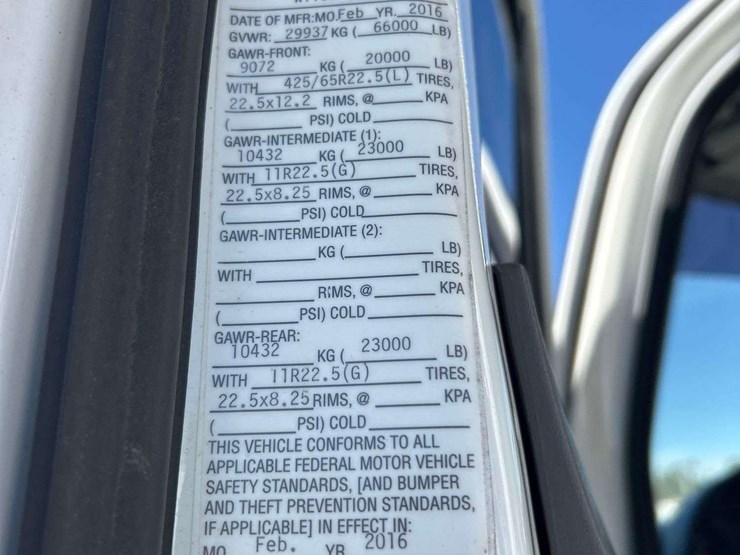 DATE OF MFR:MO.Feb YR. 2016
GVWR: 29937 KG ( 66000 LB)
GAWR-FRONT:
9072 KG ( 20000 LB)
WITH 425/65R22.5(L) TIRES,
22.5x12.2 RIMS, @ KPA
( PSI) COLD
GAWR-INTERMEDIATE (1):
10432 KG ( 23000 LB)
WITH 11R22.5(G) TIRES,
22.5x8.25 RIMS, @ KPA
( PSI) COLD
GAWR-INTERMEDIATE (2):
KG ( LB)
WITH TIRES,
RIMS, @ KPA
( PSI) COLD
GAWR-REAR:
10432 KG ( 23000 LB)
WITH 11R22.5(G) TIRES,
22.5x8.25 RIMS, @ KPA
( PSI) COLD
THIS VEHICLE CONFORMS TO ALL
APPLICABLE FEDERAL MOTOR VEHICLE
SAFETY STANDARDS, [AND BUMPER
AND THEFT PREVENTION STANDARDS,
IF APPLICABLE] IN EFFECT IN:
MO. Feb. YR. 2016